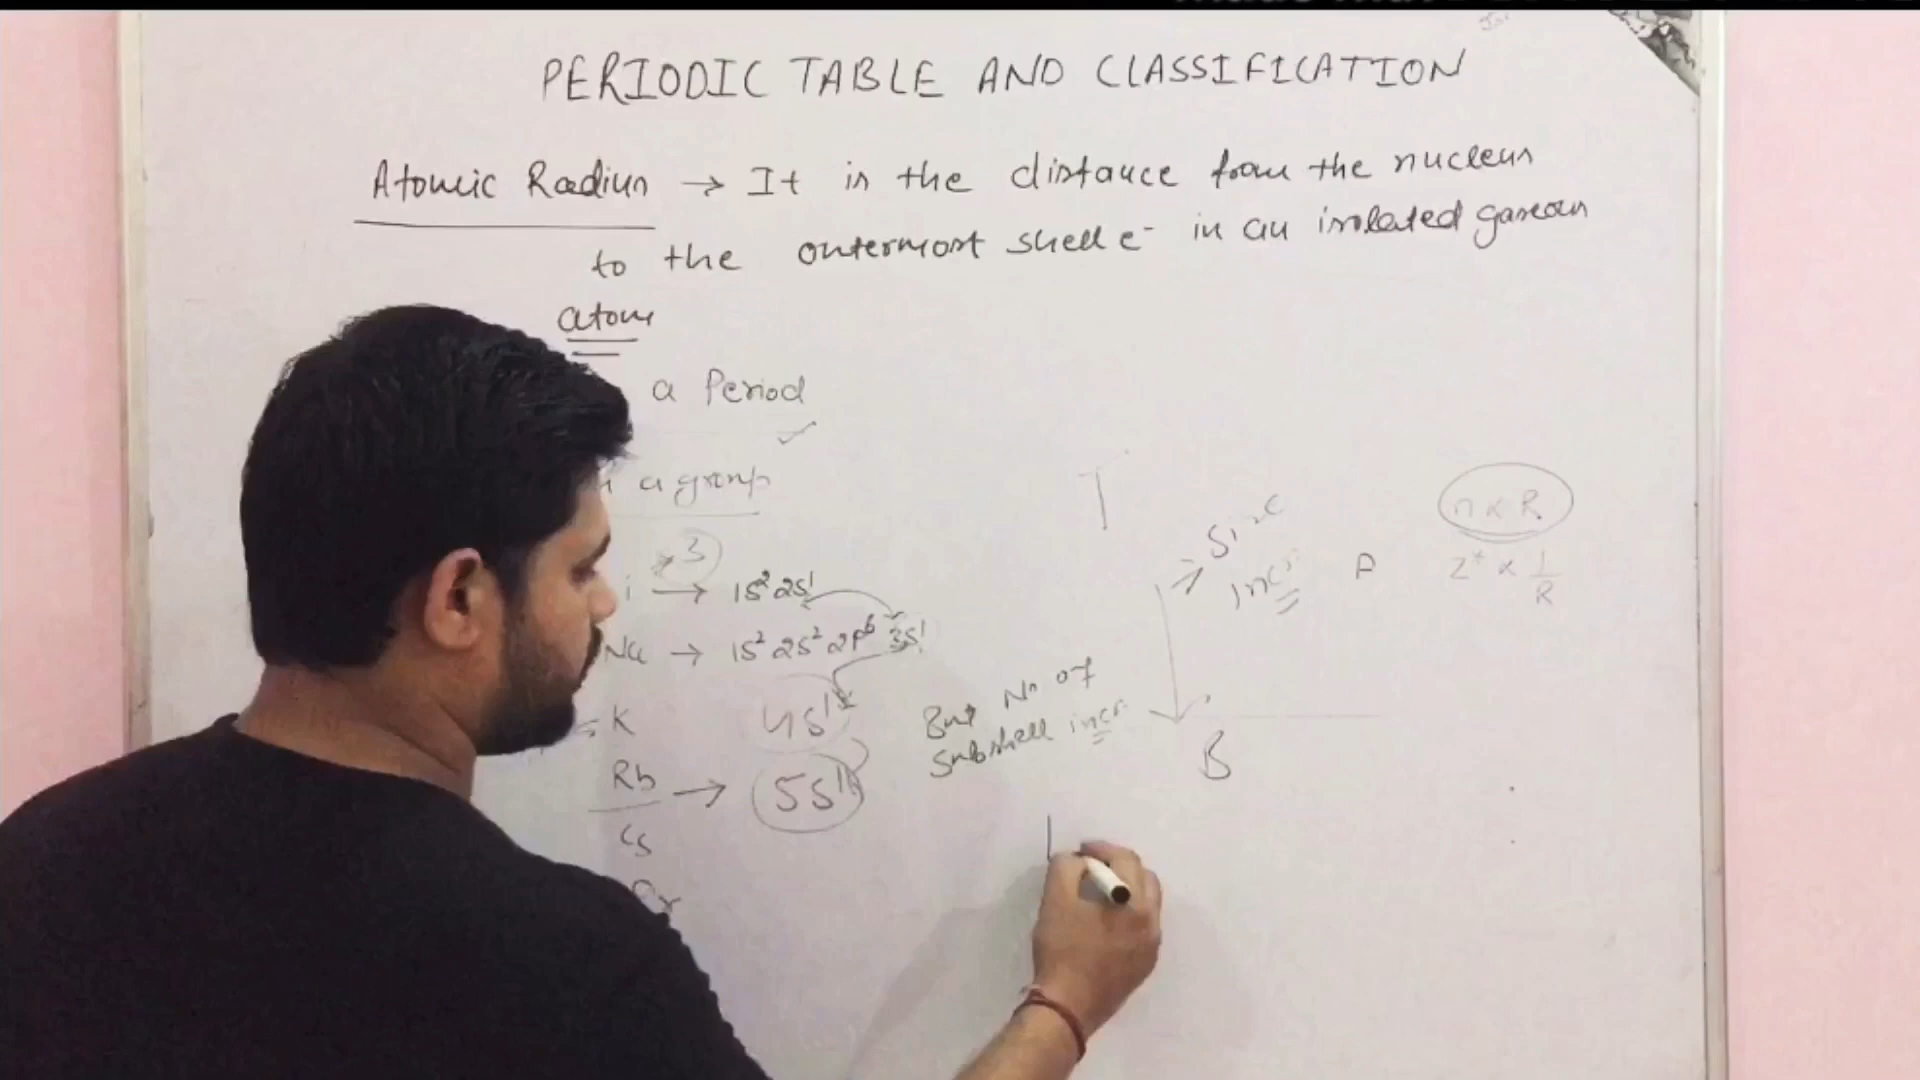 PERIODIC TABLE AND CLASSIFICATION
Atomic Radius → It is the distance from the nucleus
to the outermost shell e⁻ in an isolated gaseous
atom
a Period ✓
a group
3
i → 1s² 2s¹
Na → 1s² 2s² 2p⁶ 3s¹
K 4s¹
Rb → 5s¹
Cs
But No of
subshell incr.
T
→ Size
incr.
B
n ∝ R
Z* ∝ 1/R